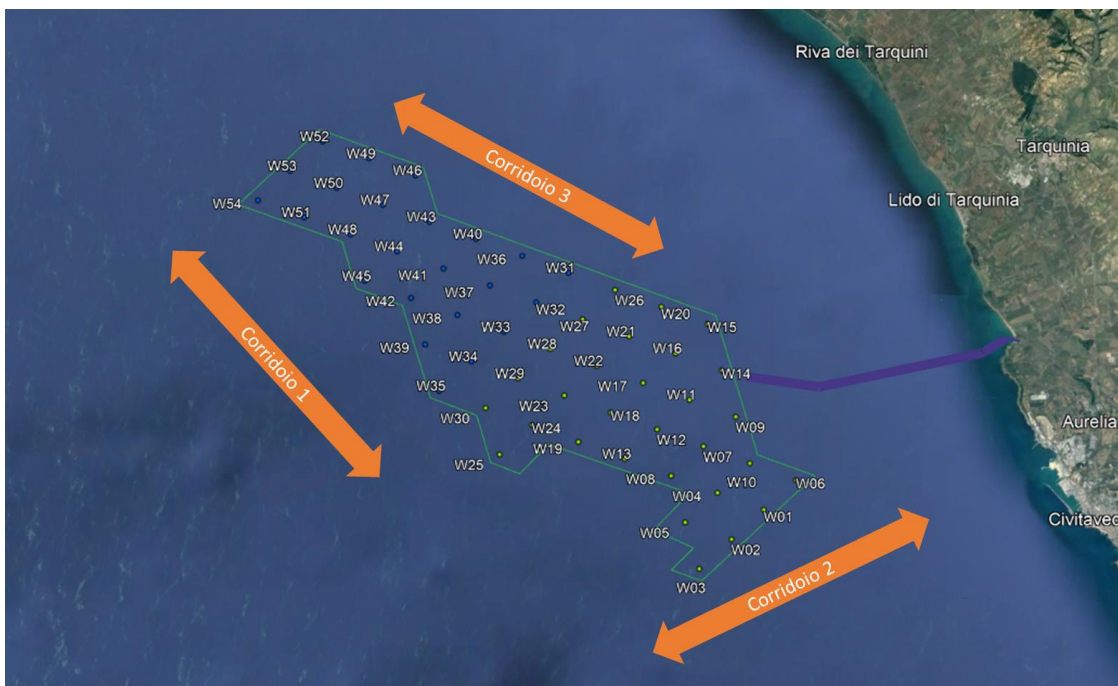 Riva dei Tarquini
Tarquinia
Lido di Tarquinia
Aurelia
Civitavec
Corridoio 3
Corridoio 1
Corridoio 2
W52
W49
W53
W46
W50
W54
W47
W51
W43
W48
W40
W44
W36
W41
W31
W45
W37
W26
W42
W32
W20
W38
W33
W27
W21
W15
W39
W28
W16
W34
W22
W29
W14
W35
W17
W11
W30
W23
W18
W24
W09
W12
W19
W13
W07
W25
W08
W10
W06
W04
W01
W05
W02
W03